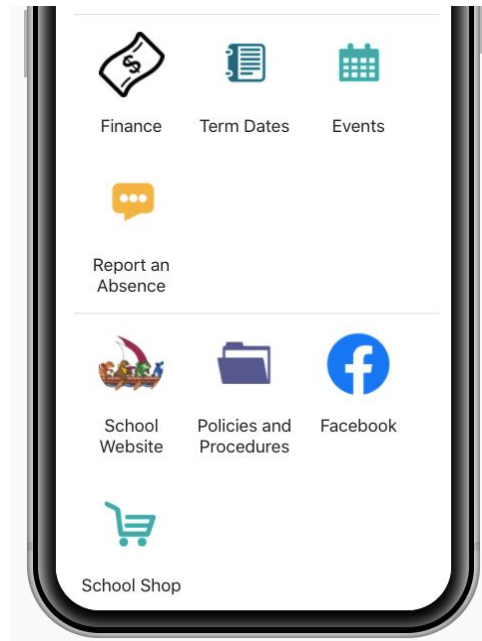 Finance
Term Dates
Events
Report an
Absence
School
Website
Policies and
Procedures
Facebook
School Shop